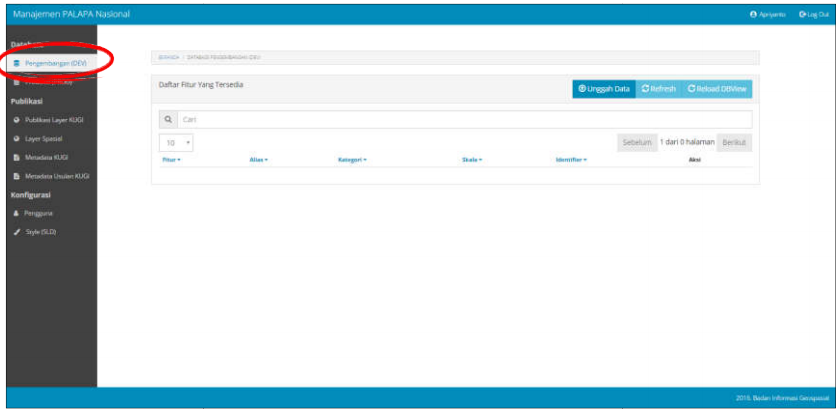 Manajemen PALAPA Nasional
Apriyanto Log Out
Pengembangan (DEV)
Publikasi
Publikasi Layer KUGI
Layer Spasial
Metadata KUGI
Metadata Usulan KUGI
Konfigurasi
Pengguna
Style (SLD)
BERANDA / DATABASE PENGEMBANGAN (DEV)
Daftar Fitur Yang Tersedia
Unggah Data Refresh Reload DBView
Cari
10 Sebelum 1 dari 0 halaman Berikut
Fitur Alias Kategori Skala Identifier Aksi
2016. Badan Informasi Geospasial